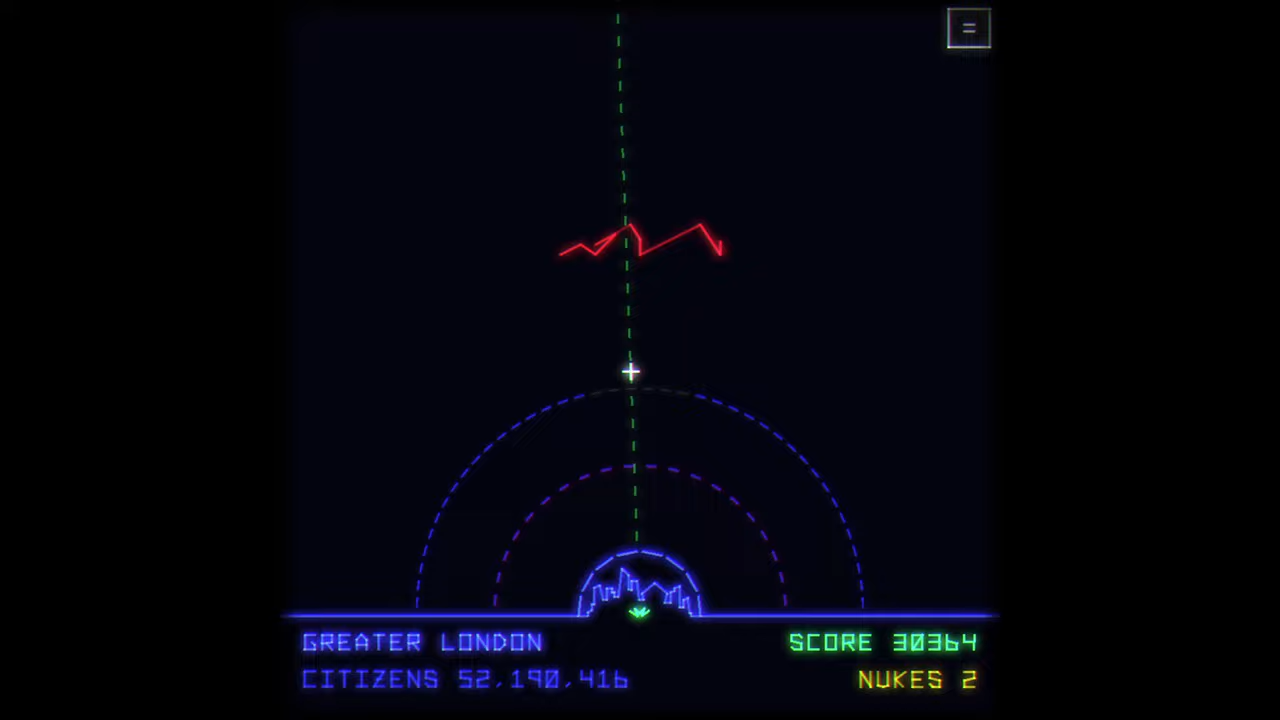 GREATER LONDON
SCORE 30364
CITIZENS 52,190,416
NUKES 2